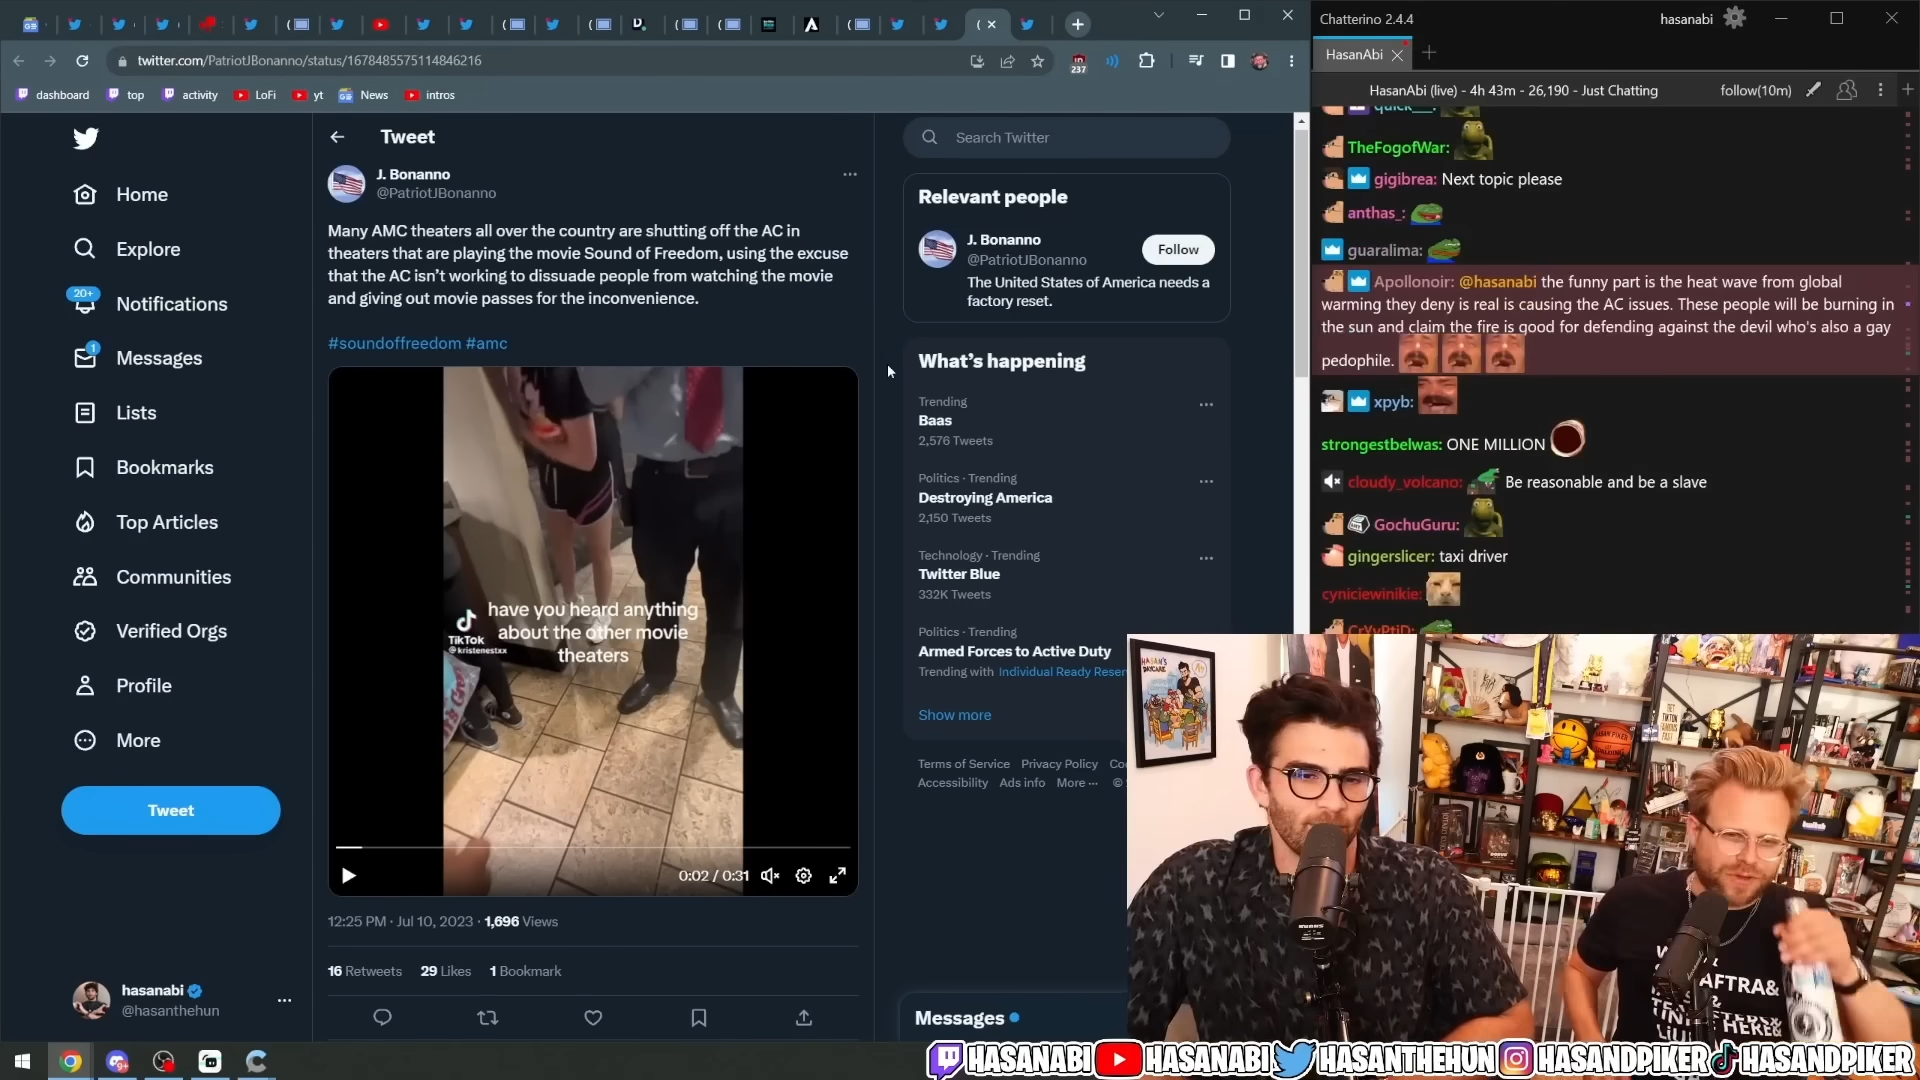 twitter.com/PatriotJBonanno/status/1678485575114846216
237
dashboard
top
activity
LoFi
yt
News
intros
Home
Explore
20+
Notifications
1
Messages
Lists
Bookmarks
Top Articles
Communities
Verified Orgs
Profile
More
Tweet
hasanabi
@hasanthehun
Tweet
J. Bonanno
@PatriotJBonanno
Many AMC theaters all over the country are shutting off the AC in
theaters that are playing the movie Sound of Freedom, using the excuse
that the AC isn't working to dissuade people from watching the movie
and giving out movie passes for the inconvenience.
#soundoffreedom #amc
have you heard anything
about the other movie
theaters
TikTok
@kristenestxx
0:02 / 0:31
12:25 PM · Jul 10, 2023 · 1,696 Views
16 Retweets 29 Likes 1 Bookmark
Search Twitter
Relevant people
J. Bonanno
@PatriotJBonanno
Follow
The United States of America needs a
factory reset.
What's happening
Trending
Baas
2,576 Tweets
Politics · Trending
Destroying America
2,150 Tweets
Technology · Trending
Twitter Blue
332K Tweets
Politics · Trending
Armed Forces to Active Duty
Trending with Individual Ready Reser
Show more
Terms of Service Privacy Policy
Accessibility Ads info More ··· ©
Messages
Chatterino 2.4.4
hasanabi
HasanAbi
HasanAbi (live) - 4h 43m - 26,190 - Just Chatting
follow(10m)
quick___:
TheFogofWar:
gigibrea: Next topic please
anthas_:
guaralima:
Apollonoir: @hasanabi the funny part is the heat wave from global
warming they deny is real is causing the AC issues. These people will be burning in
the sun and claim the fire is good for defending against the devil who's also a gay
pedophile.
xpyb:
strongestbelwas: ONE MILLION
cloudy_volcano: Be reasonable and be a slave
GochuGuru:
gingerslicer: taxi driver
cyniciewinikie:
CrYyPtiD:
HASANABI HASANABI HASANTHEHUN HASANDPIKER HASANDPIKER